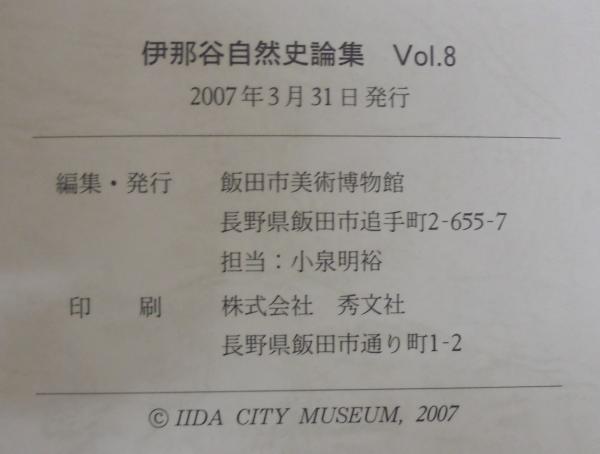 伊那谷自然史論集 Vol.8
2007年3月31日発行
編集・発行 飯田市美術博物館
長野県飯田市追手町2-655-7
担当：小泉明裕
印 刷 株式会社 秀文社
長野県飯田市通り町1-2
© IIDA CITY MUSEUM, 2007